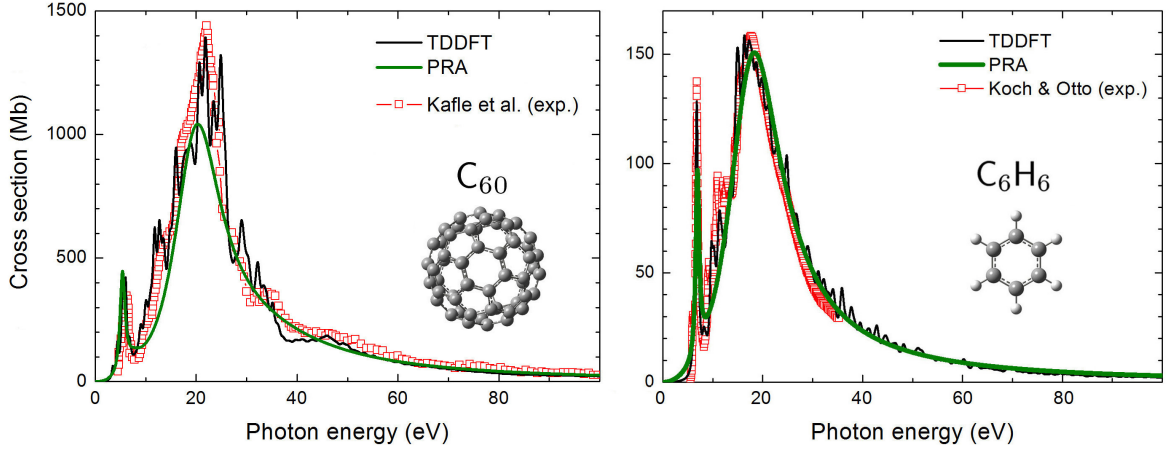 1500
1000
500
0
Cross section (Mb)
TDDFT
PRA
Kafle et al. (exp.)
C60
0 20 40 60 80
Photon energy (eV)
150
100
50
0
TDDFT
PRA
Koch & Otto (exp.)
C6H6
0 20 40 60 80
Photon energy (eV)